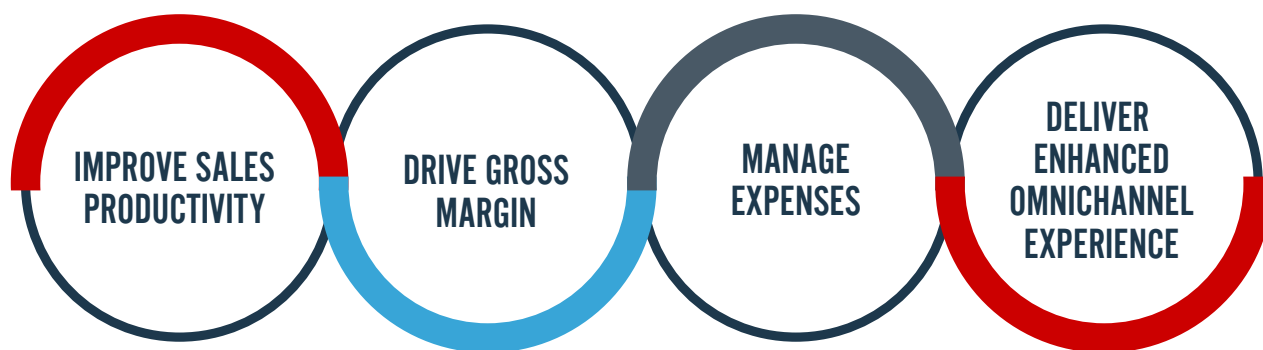 IMPROVE SALES
PRODUCTIVITY
DRIVE GROSS
MARGIN
MANAGE
EXPENSES
DELIVER
ENHANCED
OMNICHANNEL
EXPERIENCE